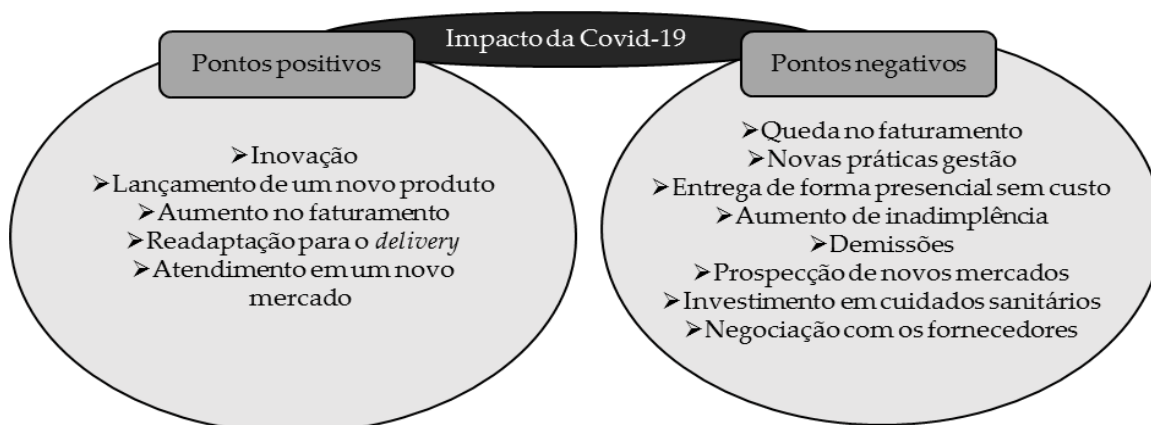 Impacto da Covid-19
Pontos positivos
➢Inovação
➢Lançamento de um novo produto
➢Aumento no faturamento
➢Readaptação para o delivery
➢Atendimento em um novo
mercado
Pontos negativos
➢Queda no faturamento
➢Novas práticas gestão
➢Entrega de forma presencial sem custo
➢Aumento de inadimplência
➢Demissões
➢Prospecção de novos mercados
➢Investimento em cuidados sanitários
➢Negociação com os fornecedores